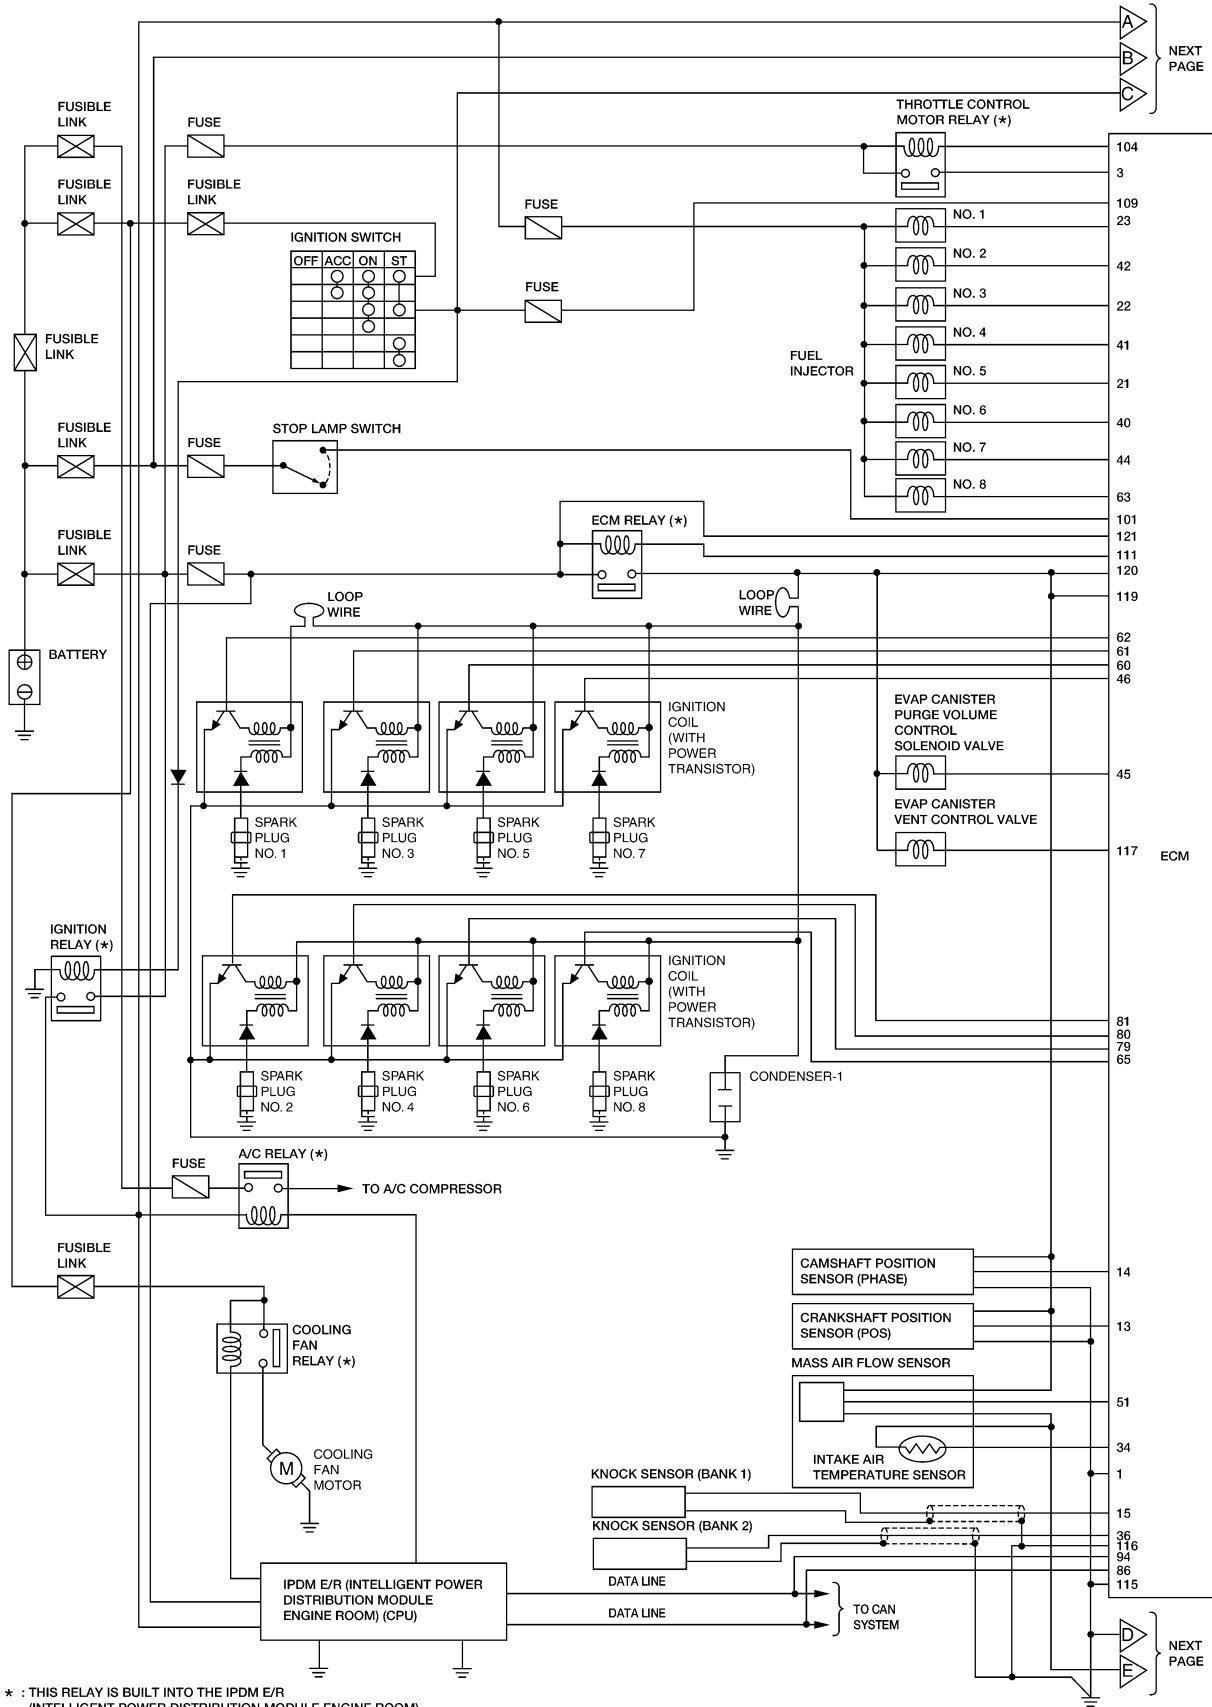 A
B
C
NEXT
PAGE
FUSIBLE
LINK
FUSE
THROTTLE CONTROL
MOTOR RELAY (*)
104
3
FUSIBLE
LINK
FUSIBLE
LINK
FUSE
109
23
NO. 1
IGNITION SWITCH
OFF ACC ON ST
NO. 2
42
FUSE
NO. 3
22
FUSIBLE
LINK
NO. 4
41
FUEL
INJECTOR
NO. 5
21
NO. 6
40
FUSIBLE
LINK
FUSE
STOP LAMP SWITCH
NO. 7
44
NO. 8
63
101
ECM RELAY (*)
121
111
120
119
FUSIBLE
LINK
FUSE
LOOP
WIRE
LOOP
WIRE
62
61
60
46
BATTERY
IGNITION
COIL
(WITH
POWER
TRANSISTOR)
EVAP CANISTER
PURGE VOLUME
CONTROL
SOLENOID VALVE
45
EVAP CANISTER
VENT CONTROL VALVE
117
ECM
SPARK
PLUG
NO. 1
SPARK
PLUG
NO. 3
SPARK
PLUG
NO. 5
SPARK
PLUG
NO. 7
IGNITION
RELAY (*)
IGNITION
COIL
(WITH
POWER
TRANSISTOR)
81
80
79
65
SPARK
PLUG
NO. 2
SPARK
PLUG
NO. 4
SPARK
PLUG
NO. 6
SPARK
PLUG
NO. 8
CONDENSER-1
A/C RELAY (*)
FUSE
TO A/C COMPRESSOR
FUSIBLE
LINK
CAMSHAFT POSITION
SENSOR (PHASE)
14
CRANKSHAFT POSITION
SENSOR (POS)
13
COOLING
FAN
RELAY (*)
MASS AIR FLOW SENSOR
51
34
INTAKE AIR
TEMPERATURE SENSOR
1
M
COOLING
FAN
MOTOR
KNOCK SENSOR (BANK 1)
15
KNOCK SENSOR (BANK 2)
36
116
94
86
115
IPDM E/R (INTELLIGENT POWER
DISTRIBUTION MODULE
ENGINE ROOM) (CPU)
DATA LINE
DATA LINE
TO CAN
SYSTEM
D
E
NEXT
PAGE
* : THIS RELAY IS BUILT INTO THE IPDM E/R
(INTELLIGENT POWER DISTRIBUTION MODULE ENGINE ROOM)